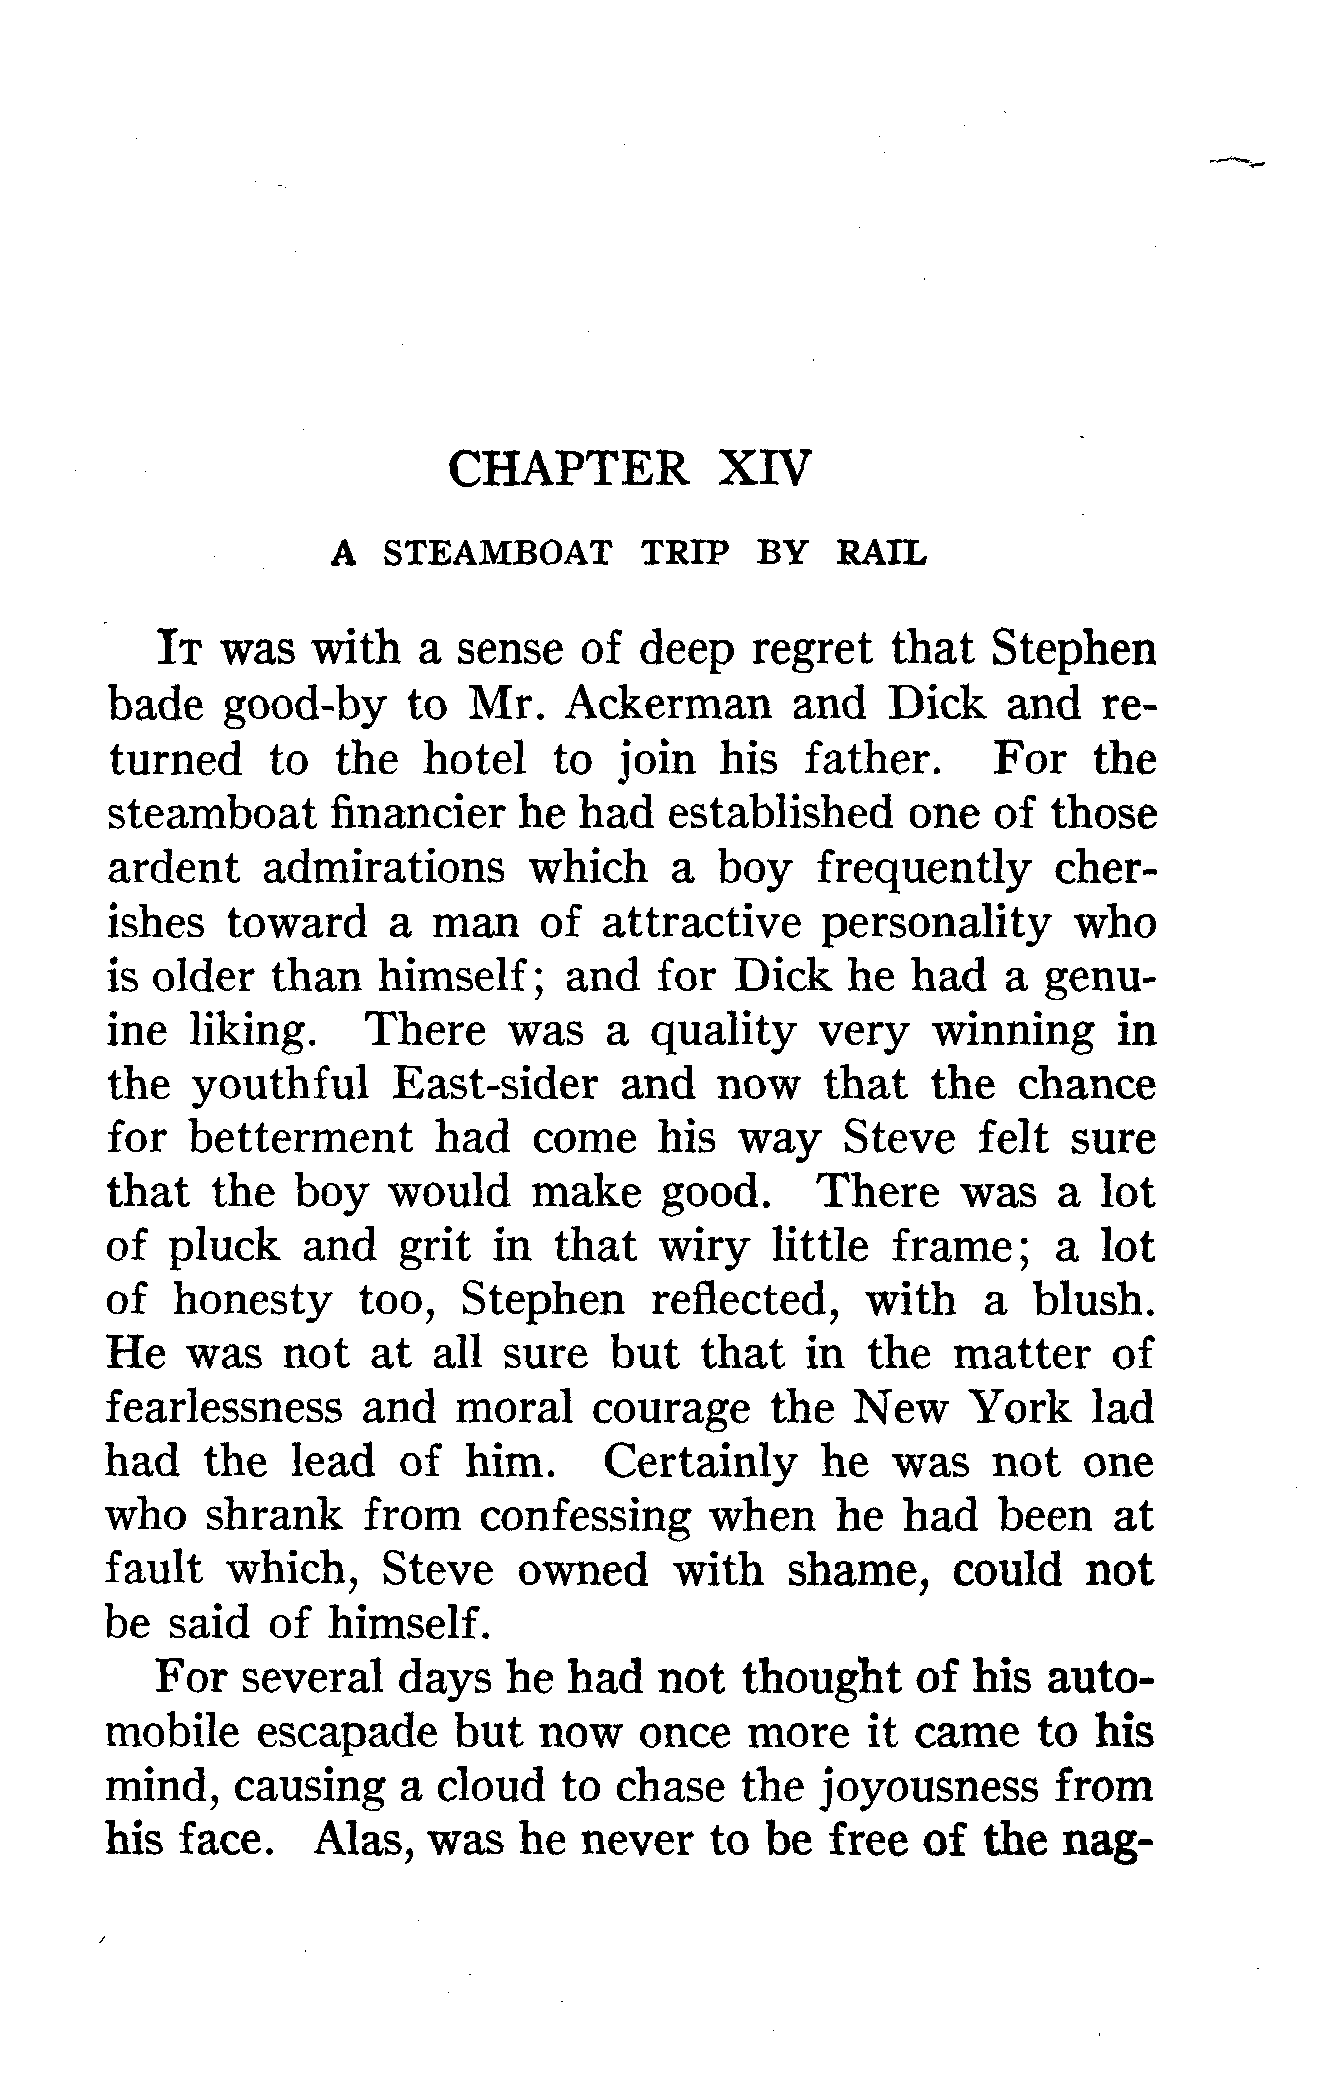 CHAPTER XIV
A STEAMBOAT TRIP BY RAIL
It was with a sense of deep regret that Stephen
bade good-by to Mr. Ackerman and Dick and re-
turned to the hotel to join his father. For the
steamboat financier he had established one of those
ardent admirations which a boy frequently cher-
ishes toward a man of attractive personality who
is older than himself; and for Dick he had a genu-
ine liking. There was a quality very winning in
the youthful East-sider and now that the chance
for betterment had come his way Steve felt sure
that the boy would make good. There was a lot
of pluck and grit in that wiry little frame; a lot
of honesty too, Stephen reflected, with a blush.
He was not at all sure but that in the matter of
fearlessness and moral courage the New York lad
had the lead of him. Certainly he was not one
who shrank from confessing when he had been at
fault which, Steve owned with shame, could not
be said of himself.
For several days he had not thought of his auto-
mobile escapade but now once more it came to his
mind, causing a cloud to chase the joyousness from
his face. Alas, was he never to be free of the nag-